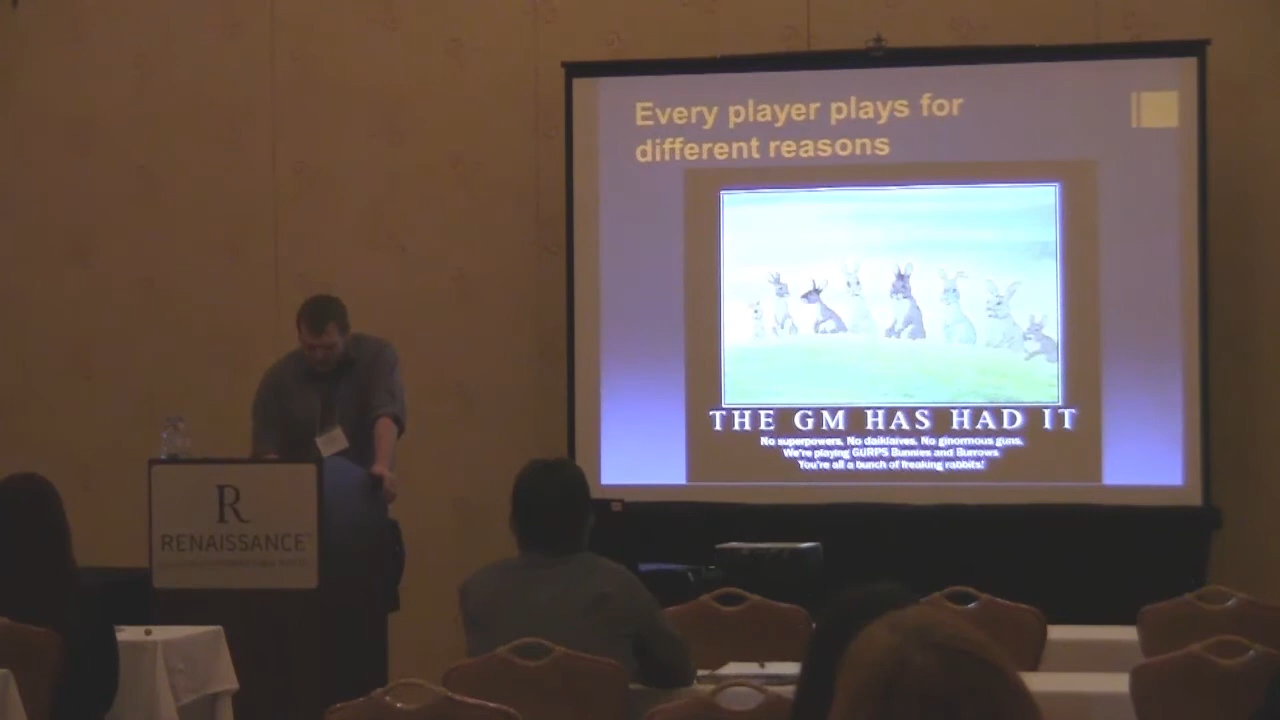 Every player plays for
different reasons
THE GM HAS HAD IT
No superpowers. No daiklaives. No ginormous guns.
We're playing GURPS Bunnies and Burrows
You're all a bunch of freaking rabbits!
R
RENAISSANCE